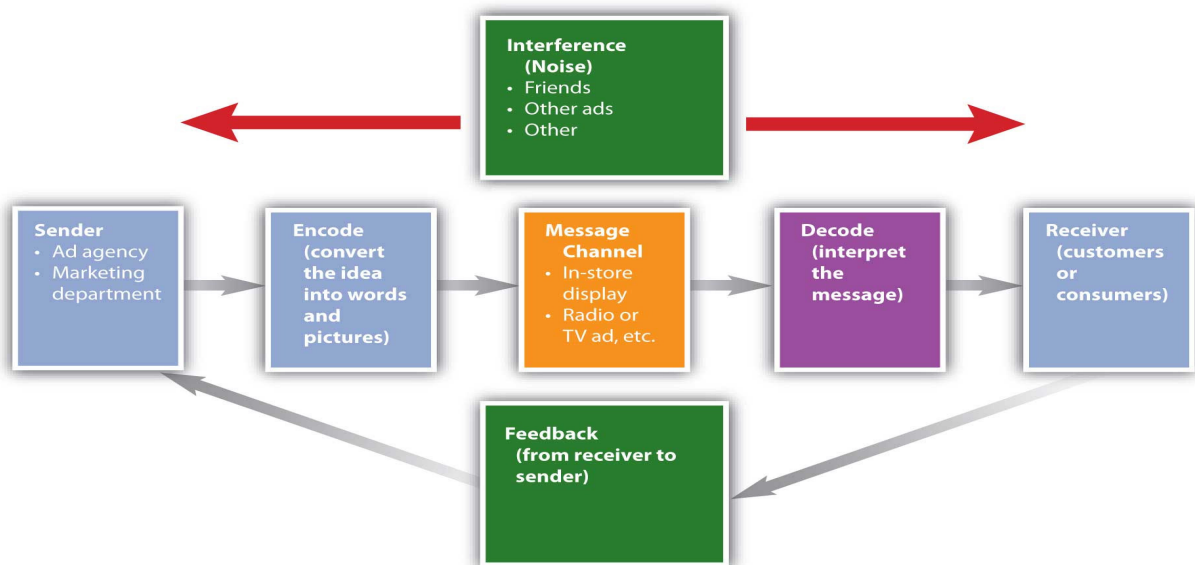 Interference
(Noise)
• Friends
• Other ads
• Other
Sender
• Ad agency
• Marketing
department
Encode
(convert
the idea
into words
and
pictures)
Message
Channel
• In-store
display
• Radio or
TV ad, etc.
Decode
(interpret
the
message)
Receiver
(customers
or
consumers)
Feedback
(from receiver to
sender)